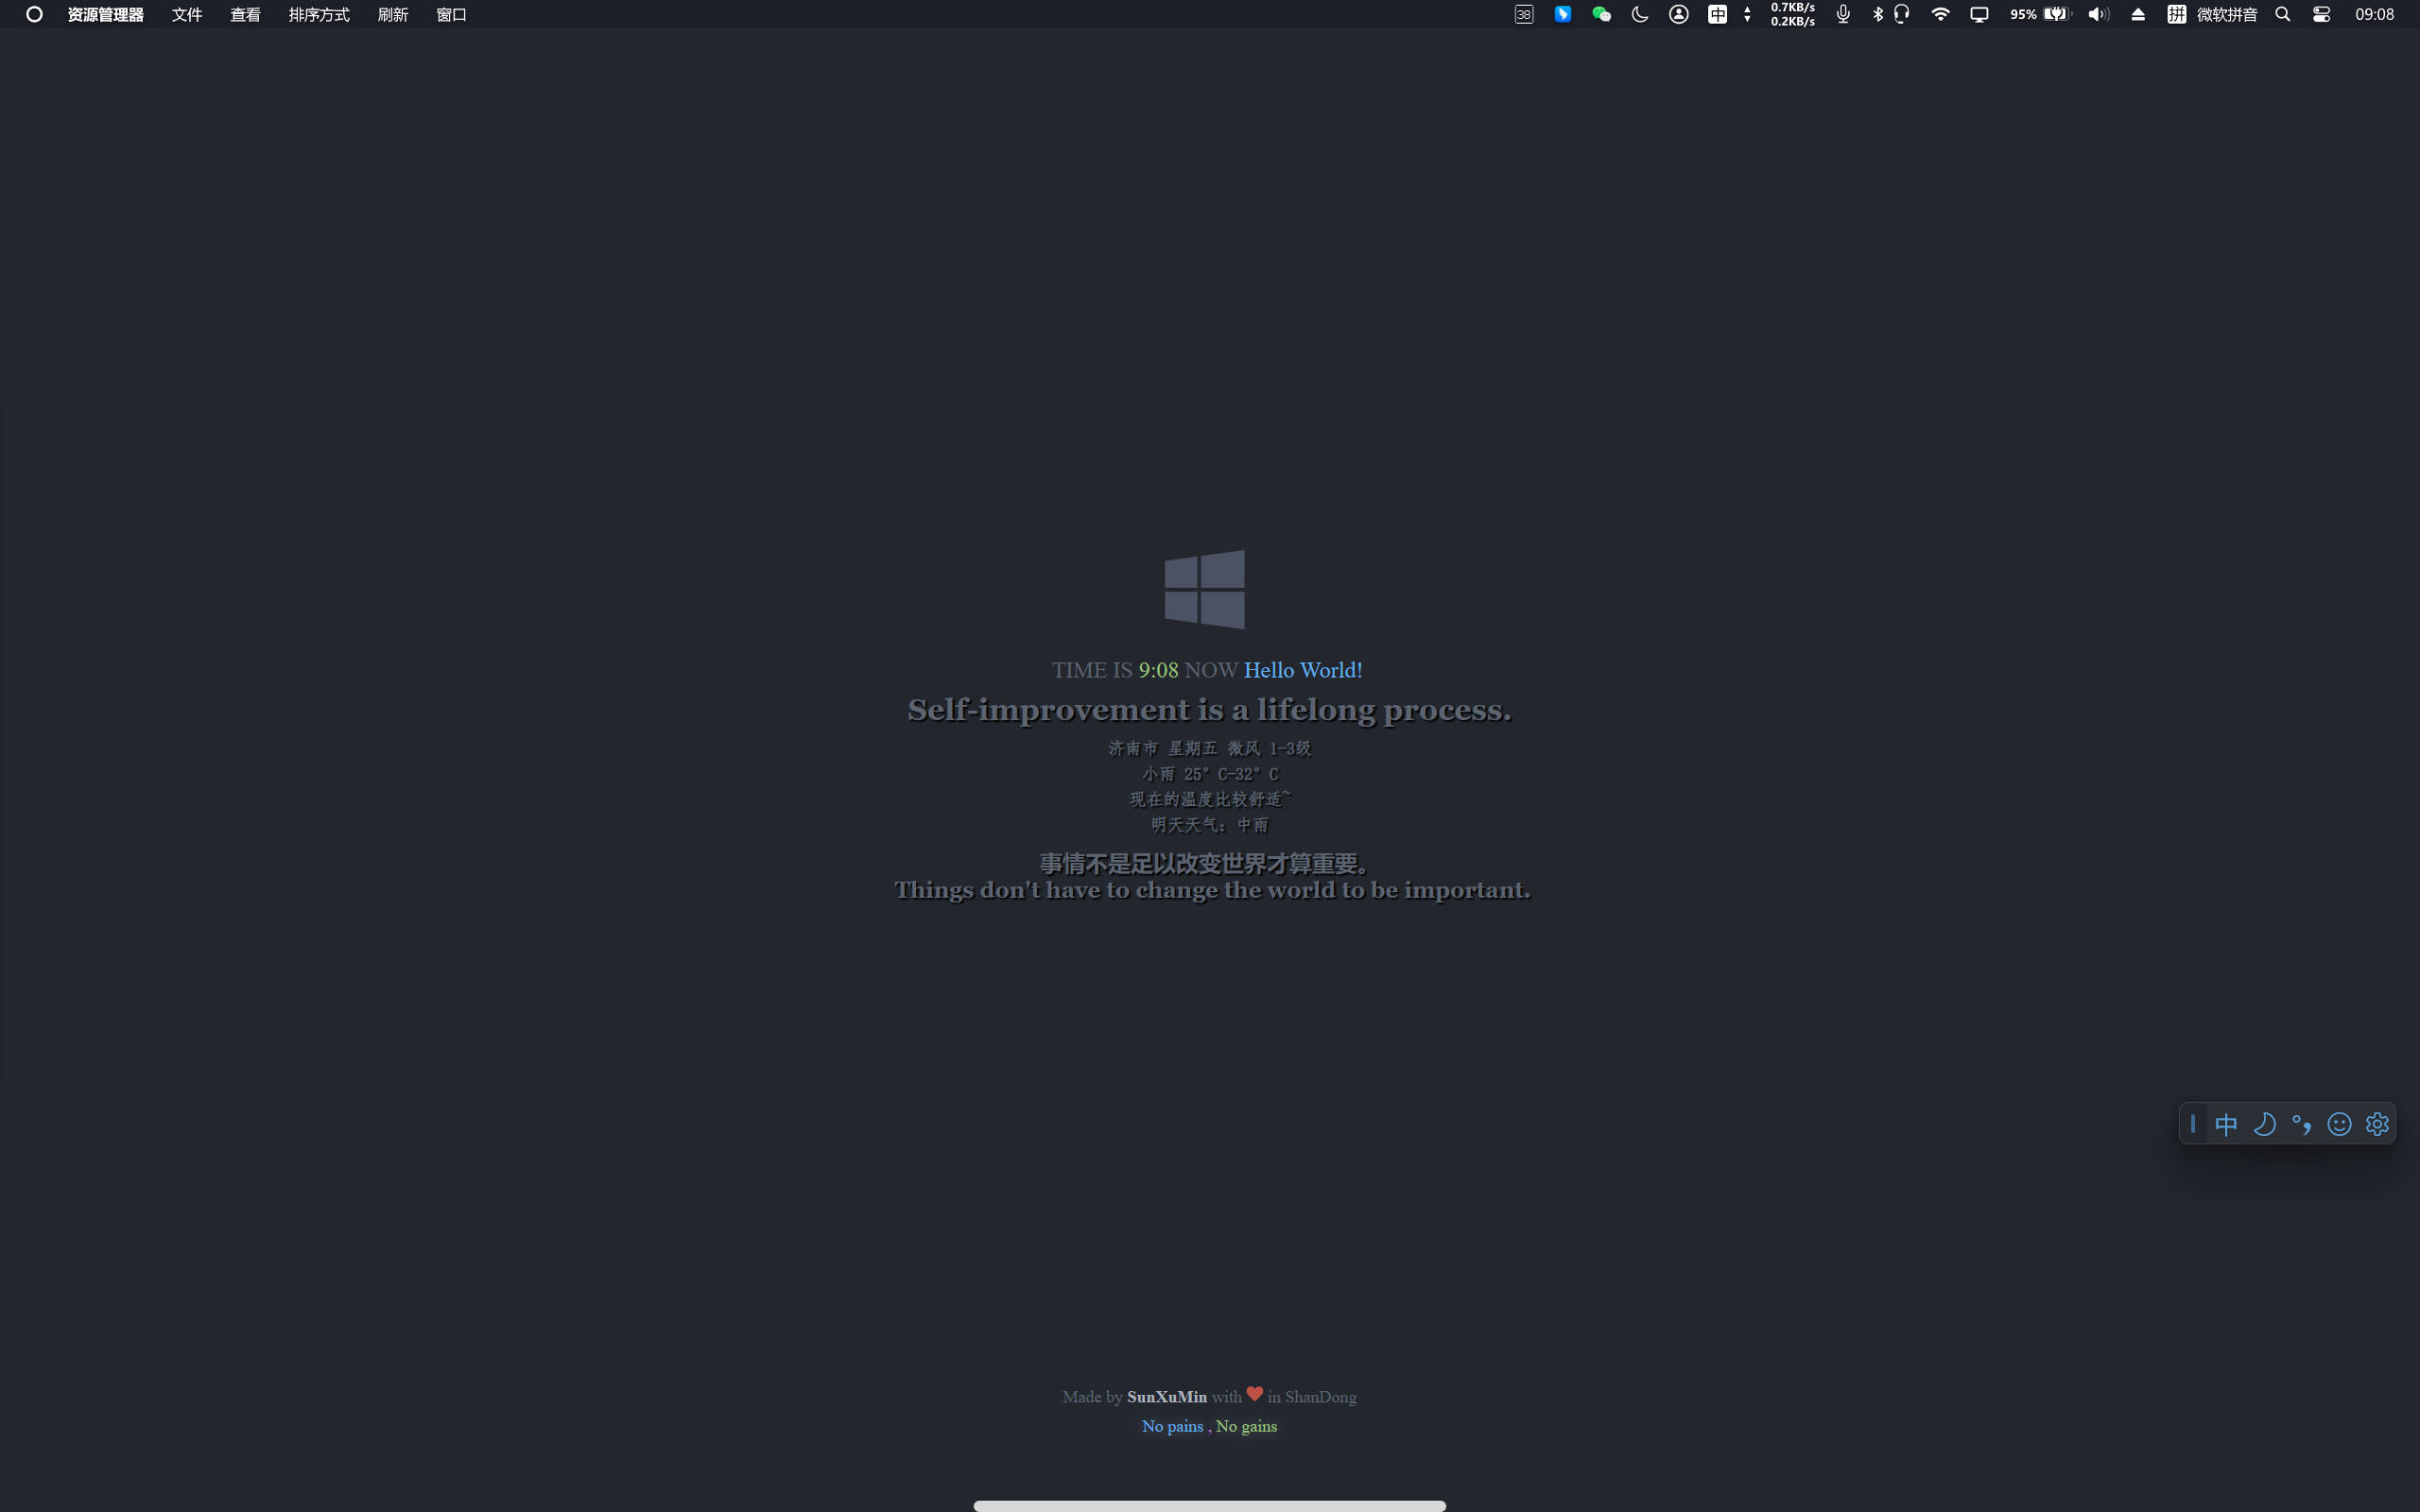 资源管理器 文件 查看 排序方式 刷新 窗口 38 中 0.7KB/s 95% 拼 微软拼音 09:08
0.2KB/s
TIME IS 9:08 NOW Hello World!
Self-improvement is a lifelong process.
济南市 星期五 微风 1-3级
小雨 25°C-32°C
现在的温度比较舒适~
明天天气：中雨
事情不是足以改变世界才算重要。
Things don't have to change the world to be important.
中
Made by SunXuMin with ❤ in ShanDong
No pains , No gains